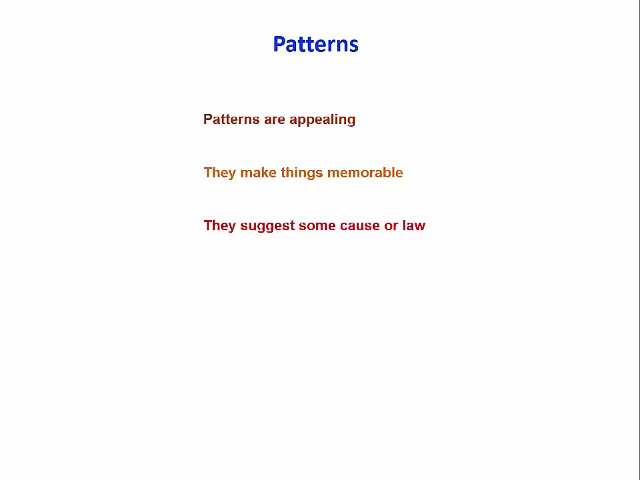 Patterns
Patterns are appealing
They make things memorable
They suggest some cause or law